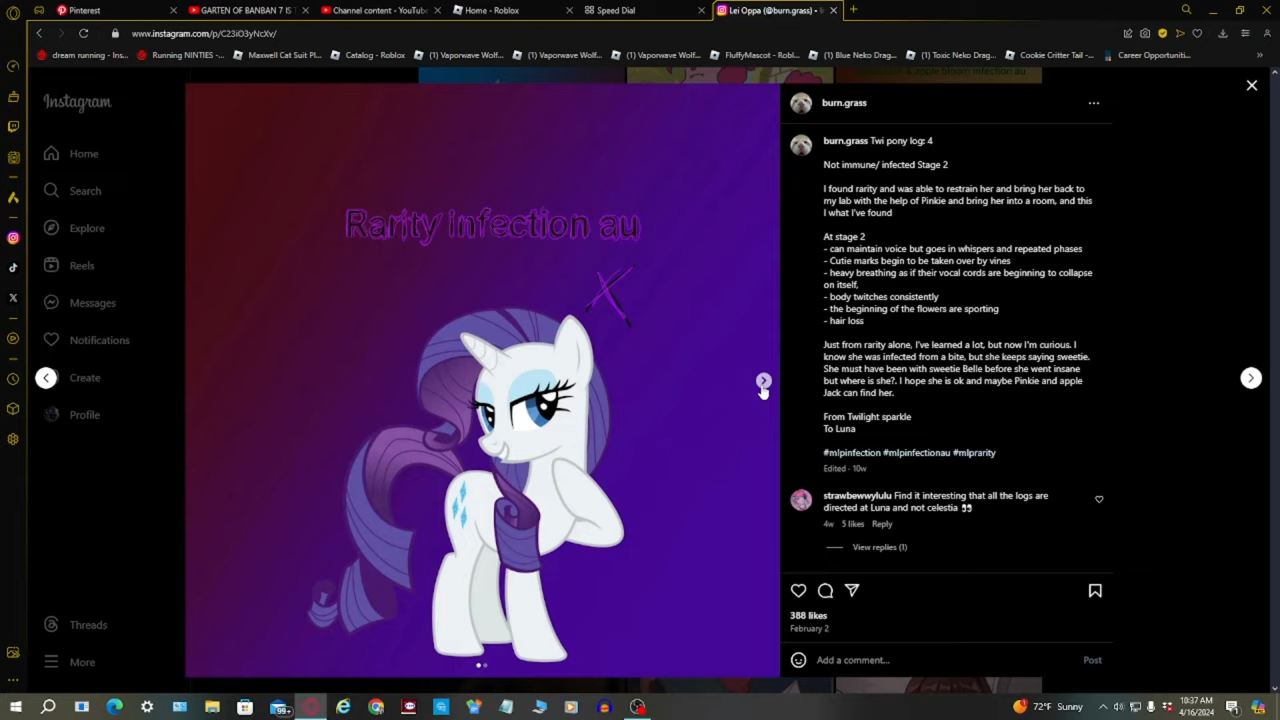 Pinterest
GARTEN OF BANBAN 7 IS
Channel content - YouTube
Home - Roblox
Speed Dial
Lei Oppa (@burn.grass)
www.instagram.com/p/C23iO3yNcXv/
dream running - Ins...
Running NINTIES -...
Maxwell Cat Suit Pl...
Catalog - Roblox
(1) Vaporwave Wolf...
(1) Vaporwave Wolf...
(1) Vaporwave Wolf...
FluffyMascot - Robl...
(1) Blue Neko Drag...
(1) Toxic Neko Drag...
Cookie Critter Tail -...
Career Opportuniti...
& apple bloom infection au
Instagram
Home
Search
Explore
Reels
Messages
Notifications
Create
Profile
Threads
More
Rarity infection au
burn.grass
burn.grass Twi pony log: 4
Not immune/ infected Stage 2
I found rarity and was able to restrain her and bring her back to
my lab with the help of Pinkie and bring her into a room, and this
I what I've found
At stage 2
- can maintain voice but goes in whispers and repeated phases
- Cutie marks begin to be taken over by vines
- heavy breathing as if their vocal cords are beginning to collapse
on itself,
- body twitches consistently
- the beginning of the flowers are sporting
- hair loss
Just from rarity alone, I've learned a lot, but now I'm curious. I
know she was infected from a bite, but she keeps saying sweetie.
She must have been with sweetie Belle before she went insane
but where is she?. I hope she is ok and maybe Pinkie and apple
Jack can find her.
From Twilight sparkle
To Luna
#mlpinfection #mlpinfectionau #mlprarity
Edited · 10w
strawbewwylulu Find it interesting that all the logs are
directed at Luna and not celestia 👀
4w 5 likes Reply
View replies (1)
388 likes
February 2
Add a comment...
Post
99+
72°F Sunny
10:37 AM
4/16/2024